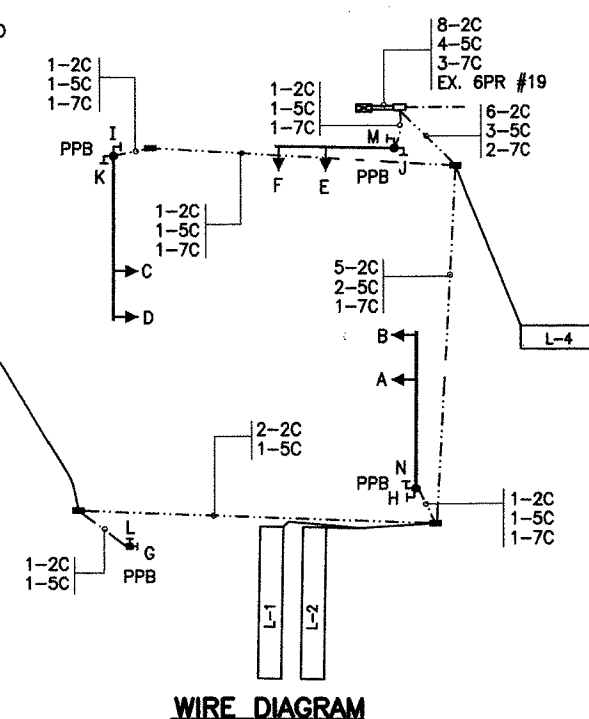 8-2C
4-5C
3-7C
EX. 6PR #19
1-2C
1-5C
1-7C
1-2C
1-5C
1-7C
6-2C
3-5C
2-7C
I
PPB
K
M
J
F
E
PPB
1-2C
1-5C
1-7C
C
D
5-2C
2-5C
1-7C
B
L-4
A
2-2C
1-5C
N
PPB
H
1-2C
1-5C
1-7C
L
G
1-2C
1-5C
PPB
L-1
L-2
WIRE DIAGRAM